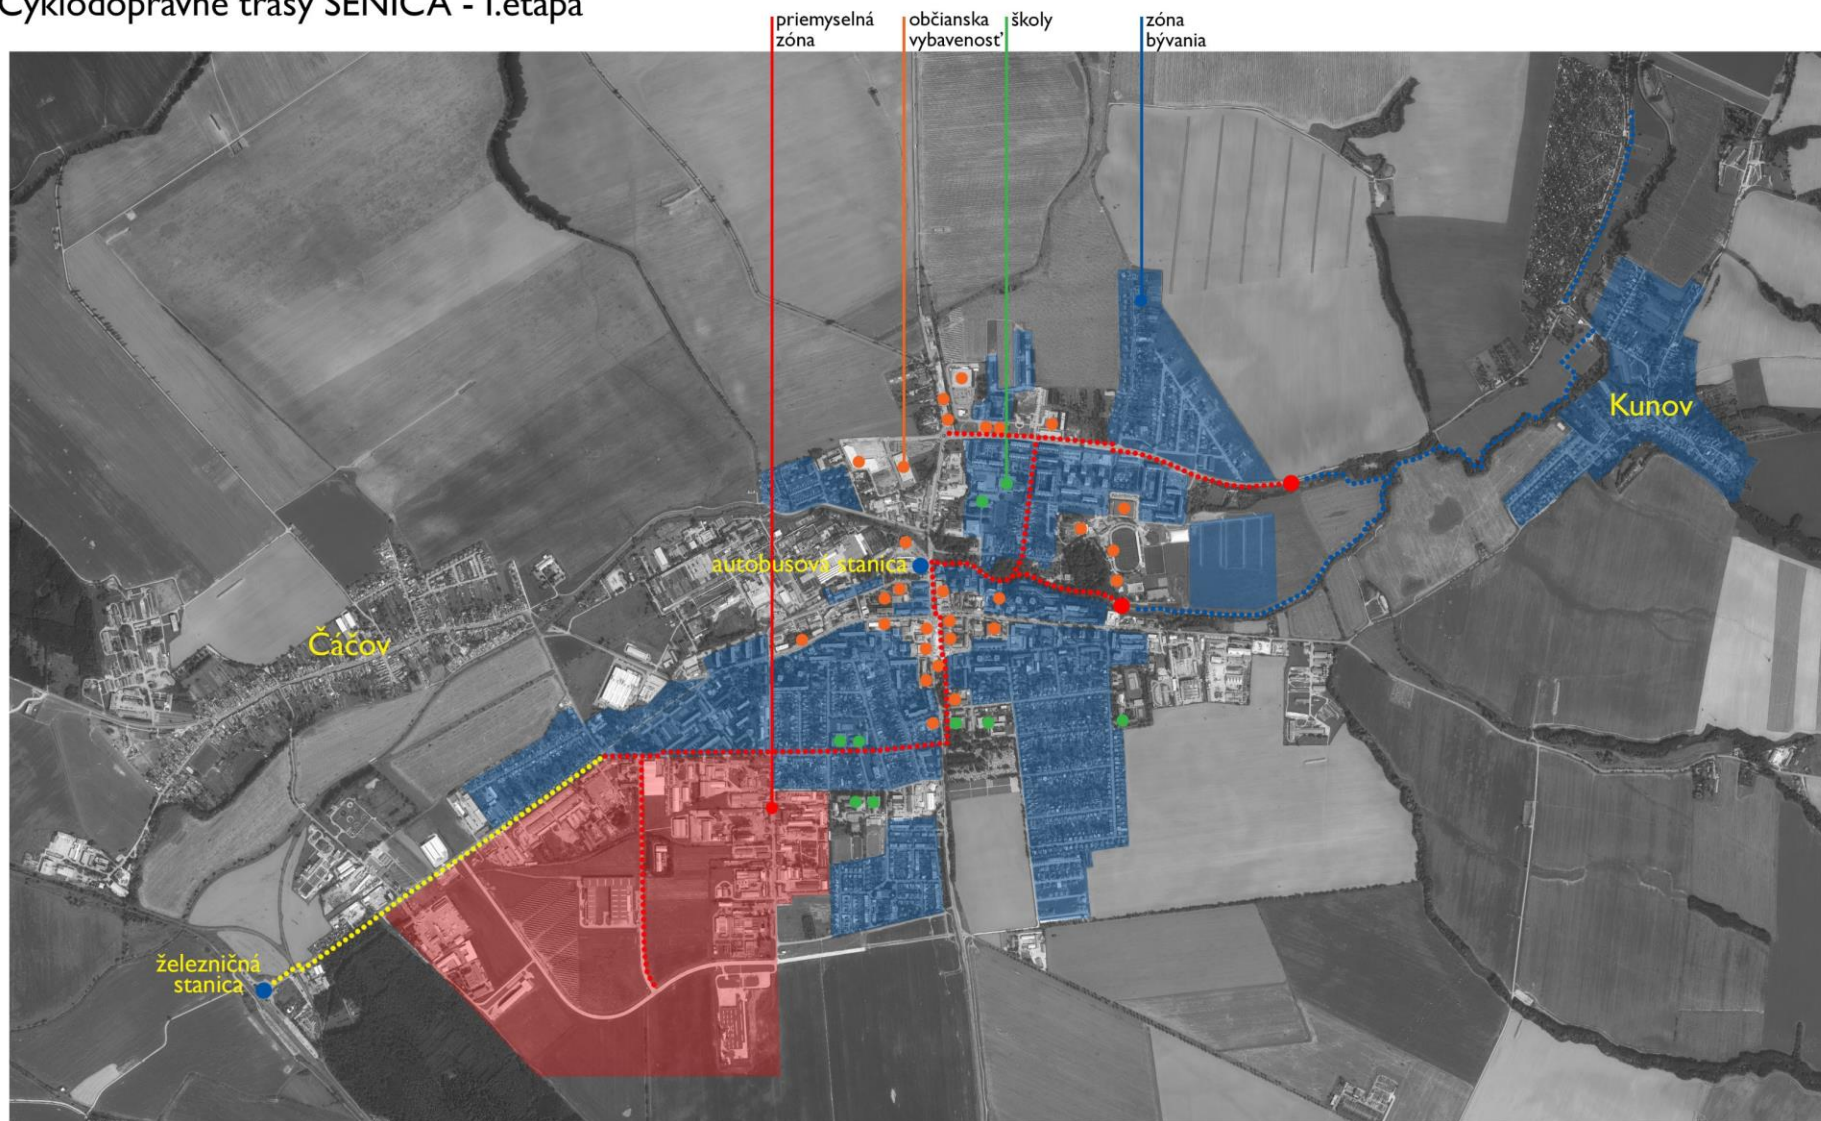 Cyklodopravné trasy SENICA - I.etapa
priemyselná
zóna
občianska
vybavenosť
školy
zóna
bývania
Kunov
autobusová stanica
Čáčov
železničná
stanica